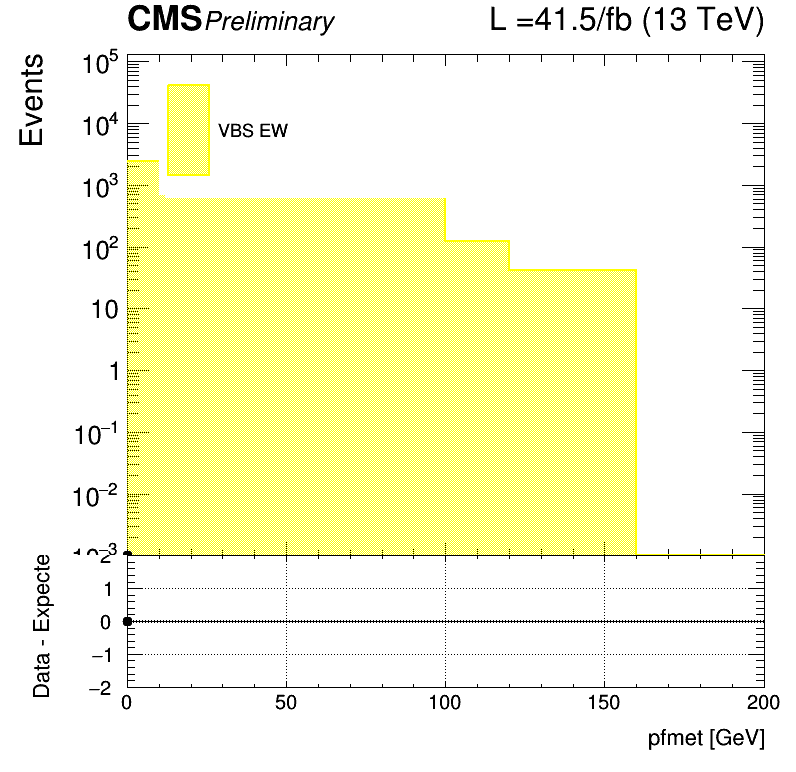 CMS Preliminary L =41.5/fb (13 TeV)
Events
10^5
10^4
10^3
10^2
10
1
10^−1
10^−2
10^−3
VBS EW
Data - Expecte
2
1
0
−1
−2
0 50 100 150 200
pfmet [GeV]